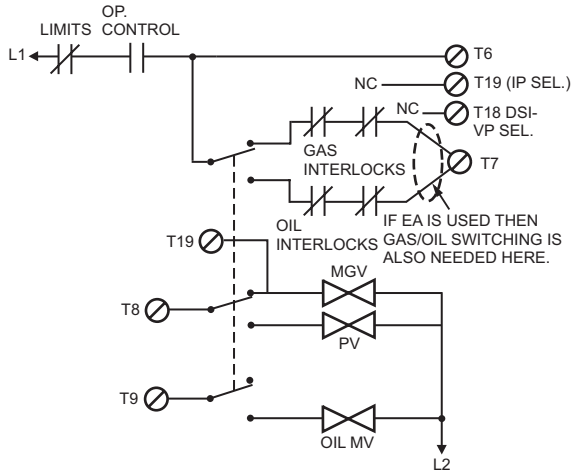 OP.
LIMITS CONTROL
L1
T6
NC T19 (IP SEL.)
NC T18 DSI-
VP SEL.
GAS
INTERLOCKS
T7
OIL
INTERLOCKS
IF EA IS USED THEN
GAS/OIL SWITCHING IS
ALSO NEEDED HERE.
T19
MGV
T8
PV
T9
OIL MV
L2